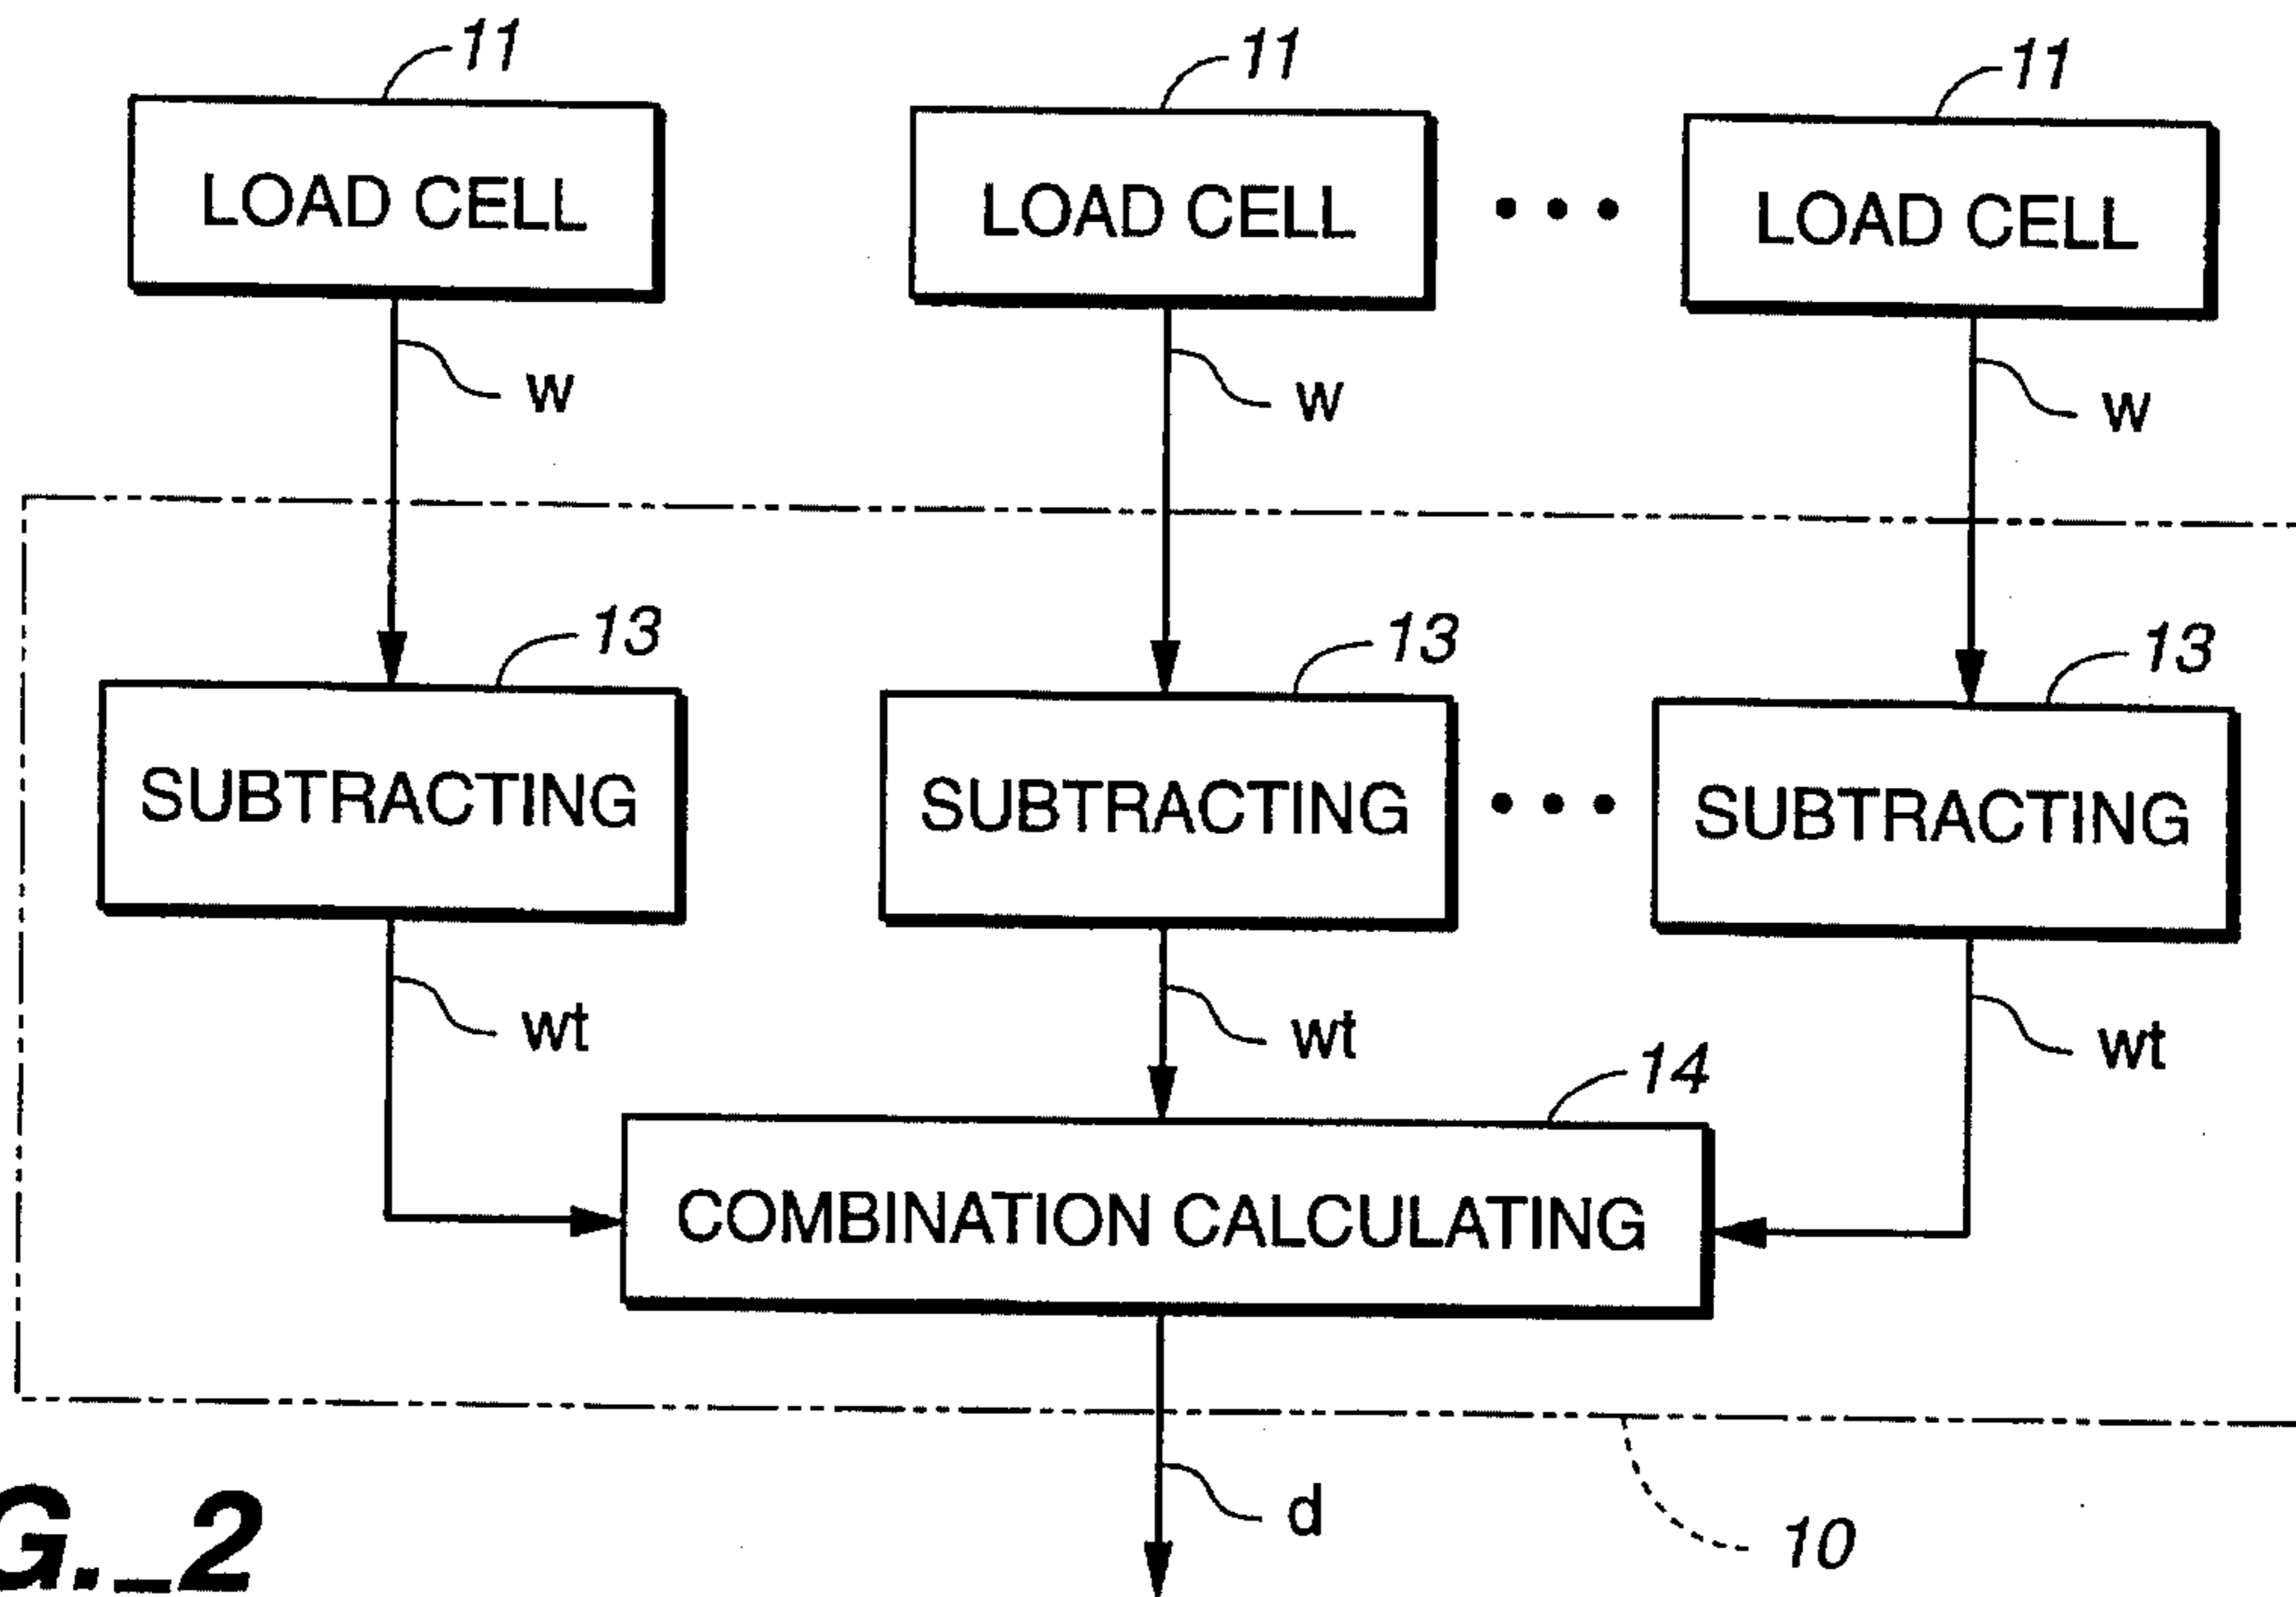 11 11 11
LOAD CELL LOAD CELL LOAD CELL
w w w
13 13 13
SUBTRACTING SUBTRACTING SUBTRACTING
wt wt wt
14
COMBINATION CALCULATING
d
10
G._2